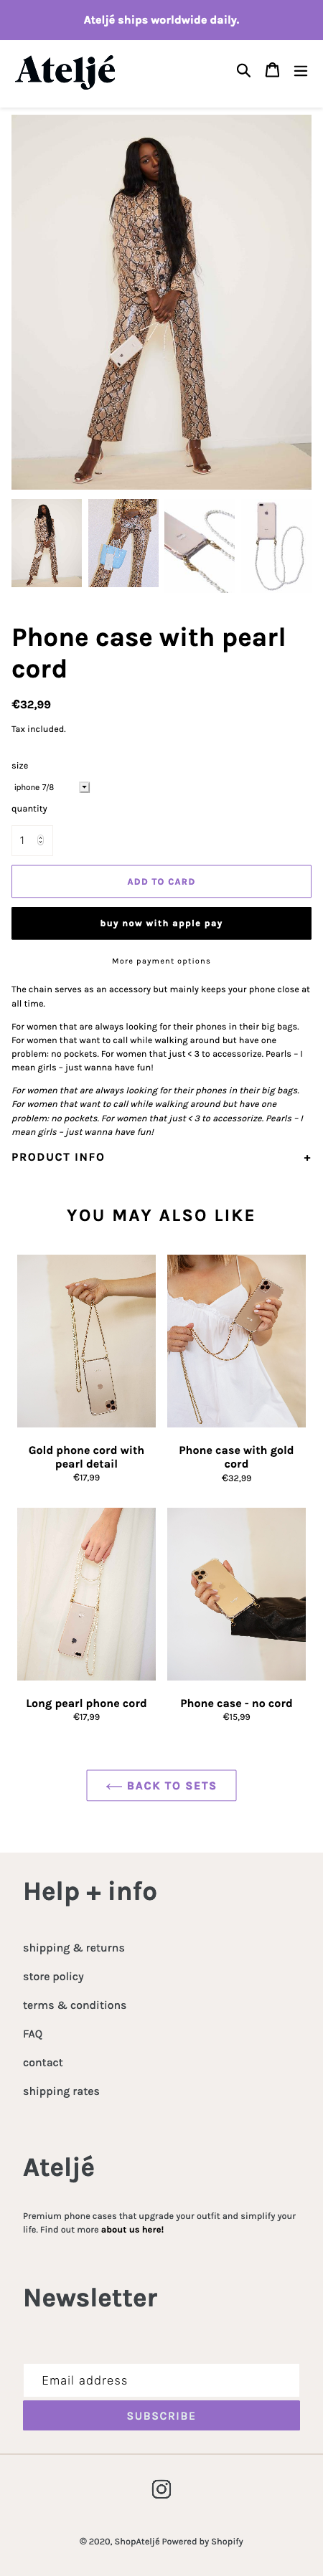 Ateljé ships worldwide daily.
Ateljé
Phone case with pearl
cord
€32,99
Tax included.
size
iphone 7/8
quantity
1
ADD TO CARD
buy now with apple pay
More payment options
The chain serves as an accessory but mainly keeps your phone close at
all time.
For women that are always looking for their phones in their big bags.
For women that want to call while walking around but have one
problem: no pockets. For women that just < 3 to accessorize. Pearls – I
mean girls – just wanna have fun!
For women that are always looking for their phones in their big bags.
For women that want to call while walking around but have one
problem: no pockets. For women that just < 3 to accessorize. Pearls – I
mean girls – just wanna have fun!
PRODUCT INFO +
YOU MAY ALSO LIKE
Gold phone cord with
pearl detail
€17,99
Phone case with gold
cord
€32,99
Long pearl phone cord
€17,99
Phone case - no cord
€15,99
← BACK TO SETS
Help + info
shipping & returns
store policy
terms & conditions
FAQ
contact
shipping rates
Ateljé
Premium phone cases that upgrade your outfit and simplify your
life. Find out more about us here!
Newsletter
Email address
SUBSCRIBE
© 2020, ShopAteljé Powered by Shopify